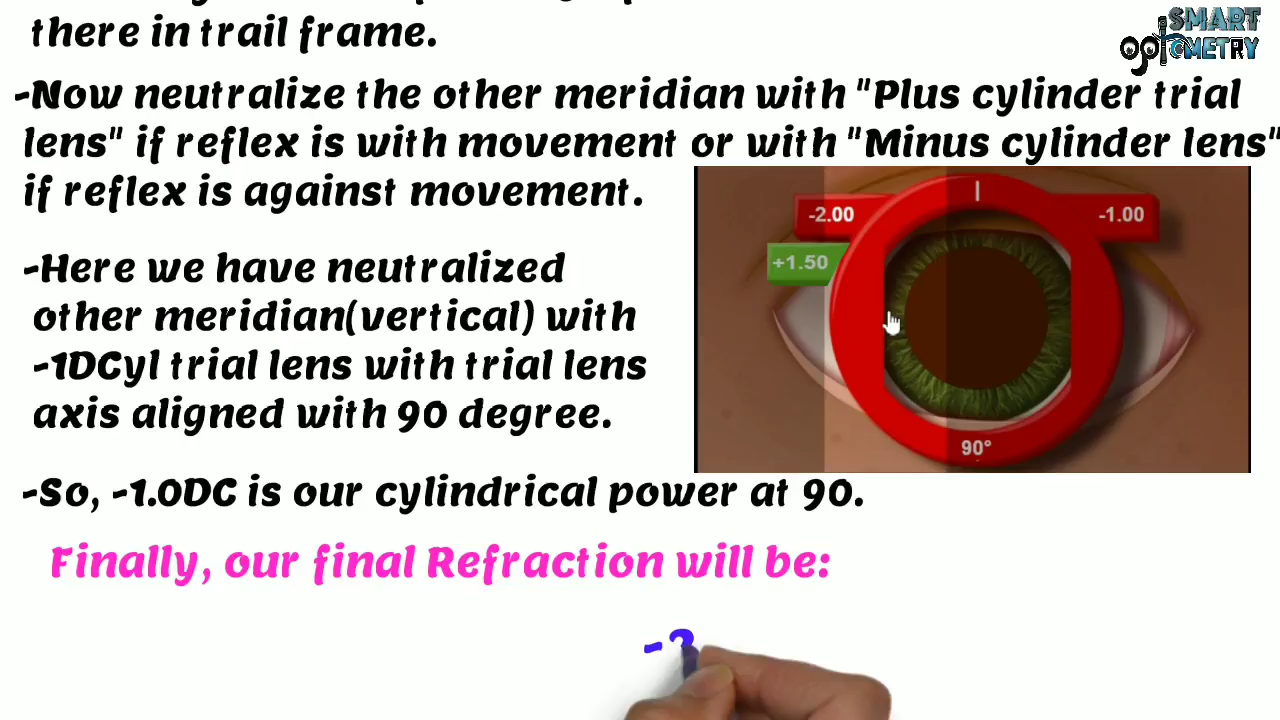 there in trail frame.
SMART
optOMETRY
-Now neutralize the other meridian with "Plus cylinder trial
lens" if reflex is with movement or with "Minus cylinder lens"
if reflex is against movement.
-2.00
-1.00
+1.50
90°
-Here we have neutralized
other meridian(vertical) with
-1DCyl trial lens with trial lens
axis aligned with 90 degree.
-So, -1.0DC is our cylindrical power at 90.
Finally, our final Refraction will be: